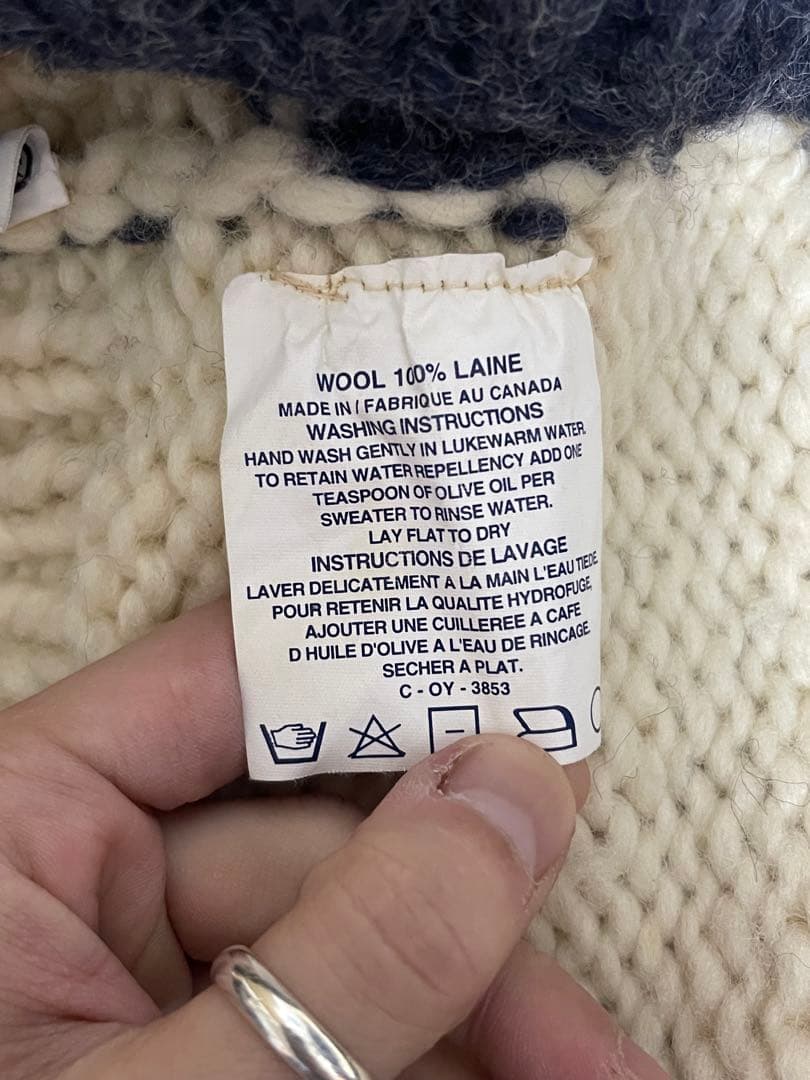 WOOL 100% LAINE
MADE IN / FABRIQUE AU CANADA
WASHING INSTRUCTIONS
HAND WASH GENTLY IN LUKEWARM WATER.
TO RETAIN WATER REPELLENCY ADD ONE
TEASPOON OF OLIVE OIL PER
SWEATER TO RINSE WATER.
LAY FLAT TO DRY
INSTRUCTIONS DE LAVAGE
LAVER DELICATEMENT A LA MAIN L'EAU TIEDE.
POUR RETENIR LA QUALITE HYDROFUGE,
AJOUTER UNE CUILLEREE A CAFE
D HUILE D'OLIVE A L'EAU DE RINCAGE.
SECHER A PLAT.
C - OY - 3853